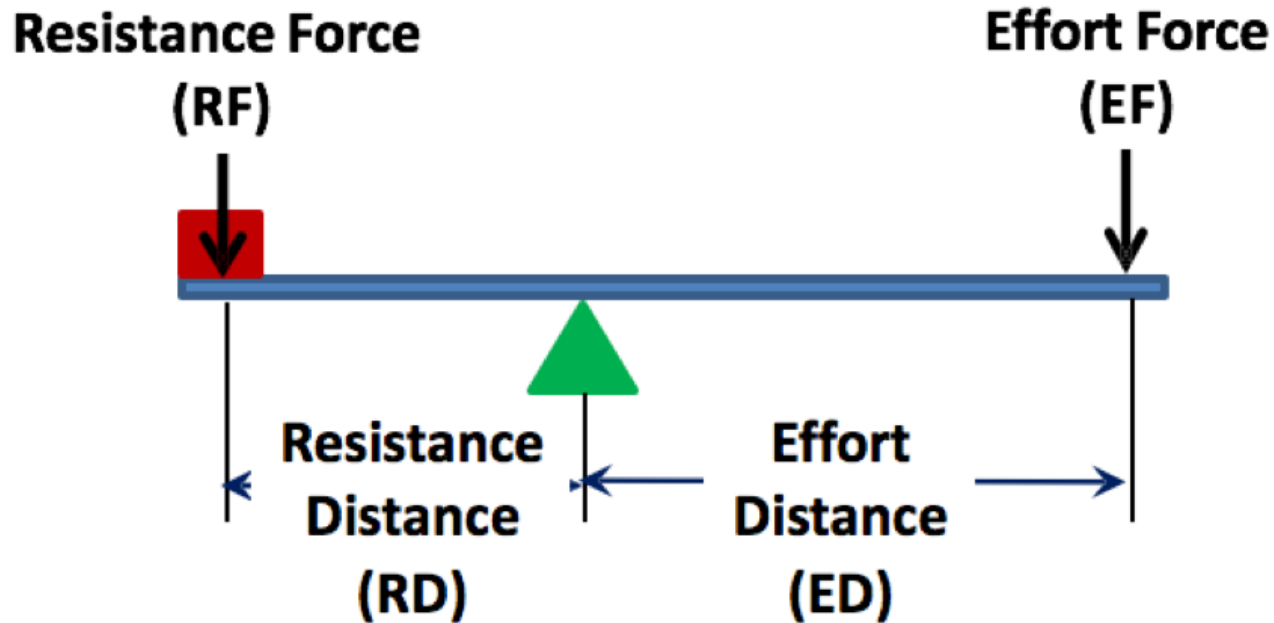 Resistance Force
(RF)
Effort Force
(EF)
Resistance
Distance
(RD)
Effort
Distance
(ED)